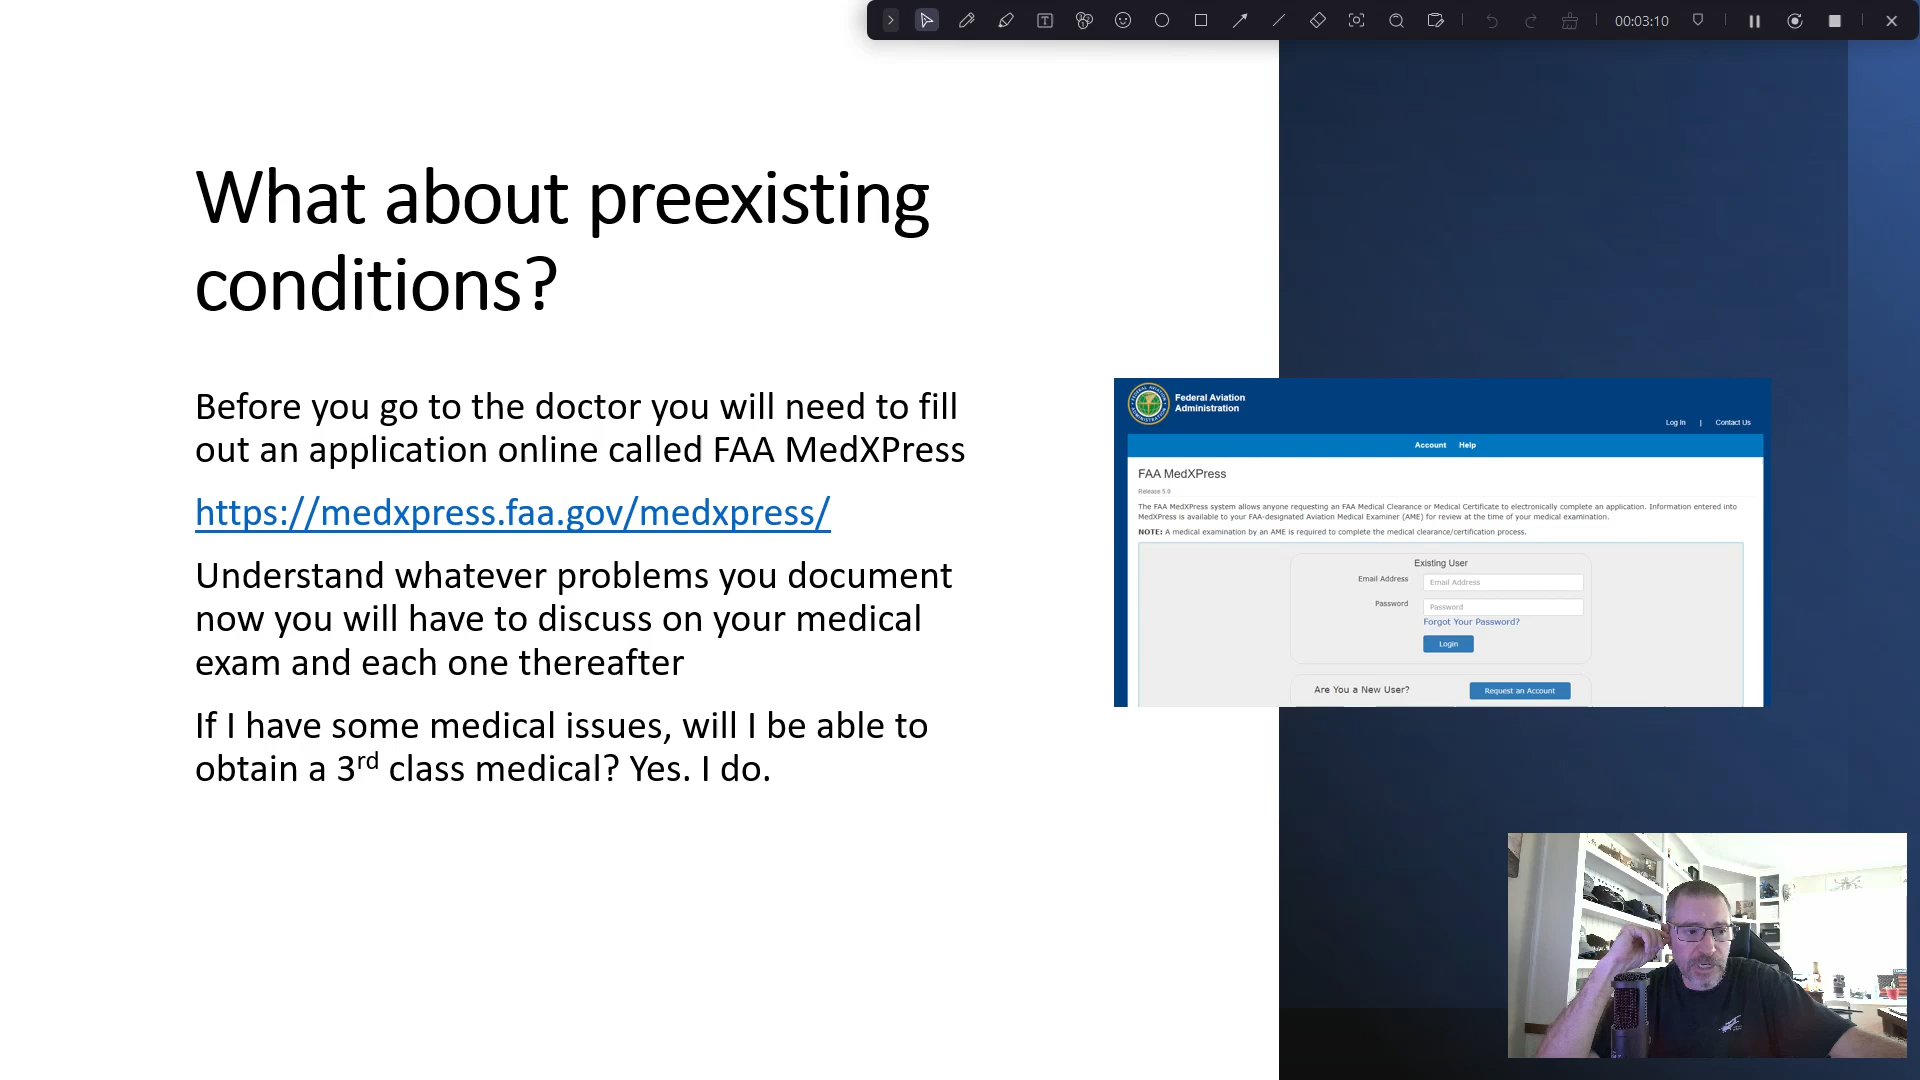 00:03:10
What about preexisting
conditions?
Before you go to the doctor you will need to fill
out an application online called FAA MedXPress
https://medxpress.faa.gov/medxpress/
Understand whatever problems you document
now you will have to discuss on your medical
exam and each one thereafter
If I have some medical issues, will I be able to
obtain a 3rd class medical? Yes. I do.
Federal Aviation
Administration
Log In | Contact Us
Account Help
FAA MedXPress
Release 5.0
The FAA MedXPress system allows anyone requesting an FAA Medical Clearance or Medical Certificate to electronically complete an application. Information entered into
MedXPress is available to your FAA-designated Aviation Medical Examiner (AME) for review at the time of your medical examination.
NOTE: A medical examination by an AME is required to complete the medical clearance/certification process.
Existing User
Email Address Email Address
Password Password
Forgot Your Password?
Login
Are You a New User? Request an Account